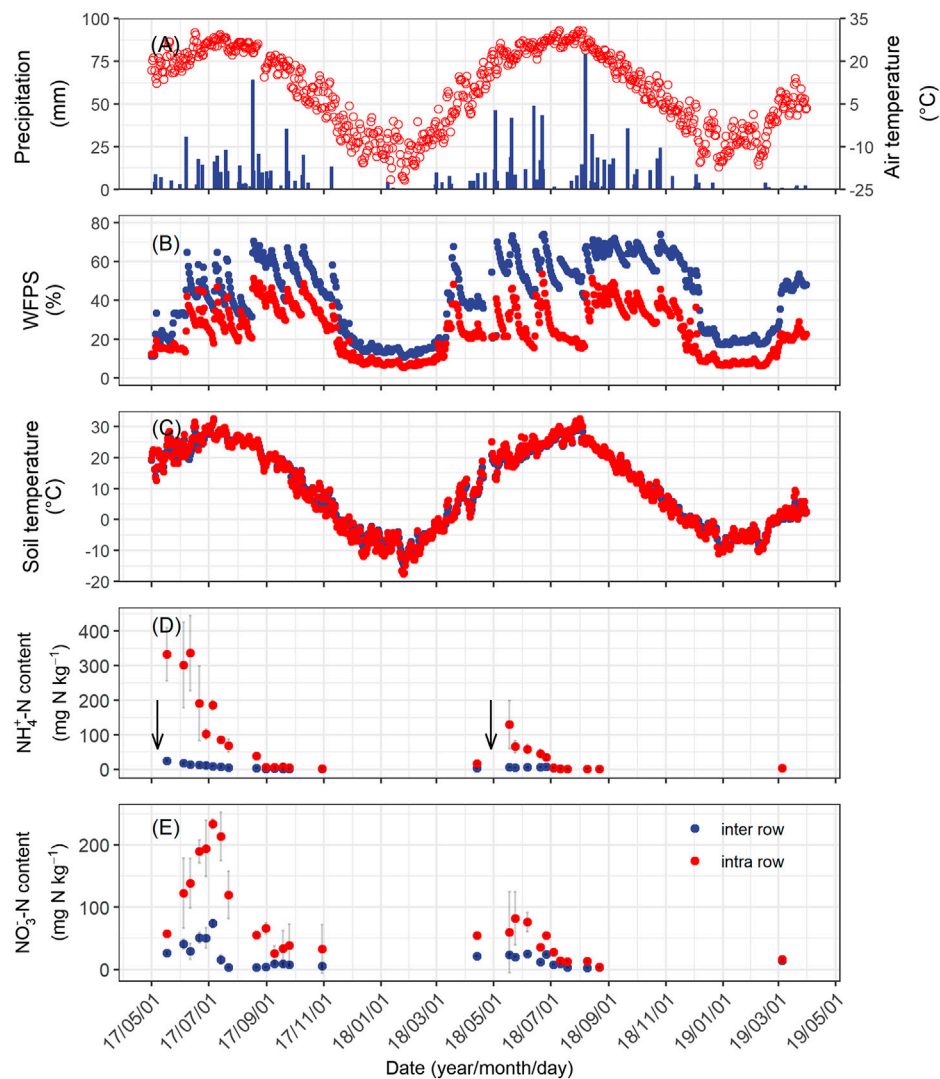 (A)
Precipitation
(mm)
100
75
50
25
0
35
20
5
-10
-25
Air temperature
(°C)
(B)
WFPS
(%)
80
60
40
20
0
(C)
Soil temperature
(°C)
30
20
10
0
-10
-20
(D)
NH₄⁺-N content
(mg N kg⁻¹)
400
300
200
100
0
(E)
NO₃⁻-N content
(mg N kg⁻¹)
200
100
0
inter row
intra row
17/05/01
17/07/01
17/09/01
17/11/01
18/01/01
18/03/01
18/05/01
18/07/01
18/09/01
18/11/01
19/01/01
19/03/01
19/05/01
Date (year/month/day)